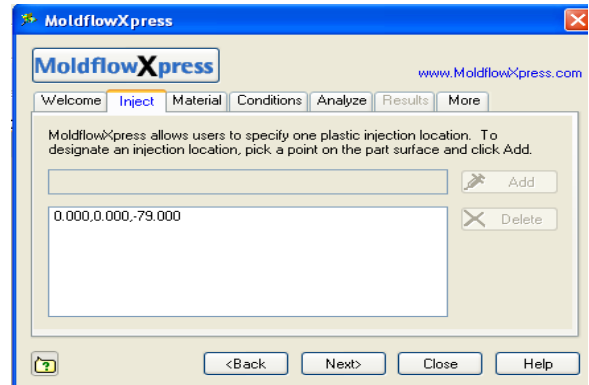 MoldflowXpress
MoldflowXpress
www.MoldflowXpress.com
Welcome Inject Material Conditions Analyze Results More
MoldflowXpress allows users to specify one plastic injection location. To
designate an injection location, pick a point on the part surface and click Add.
Add
0.000,0.000,-79.000
Delete
? <Back Next> Close Help